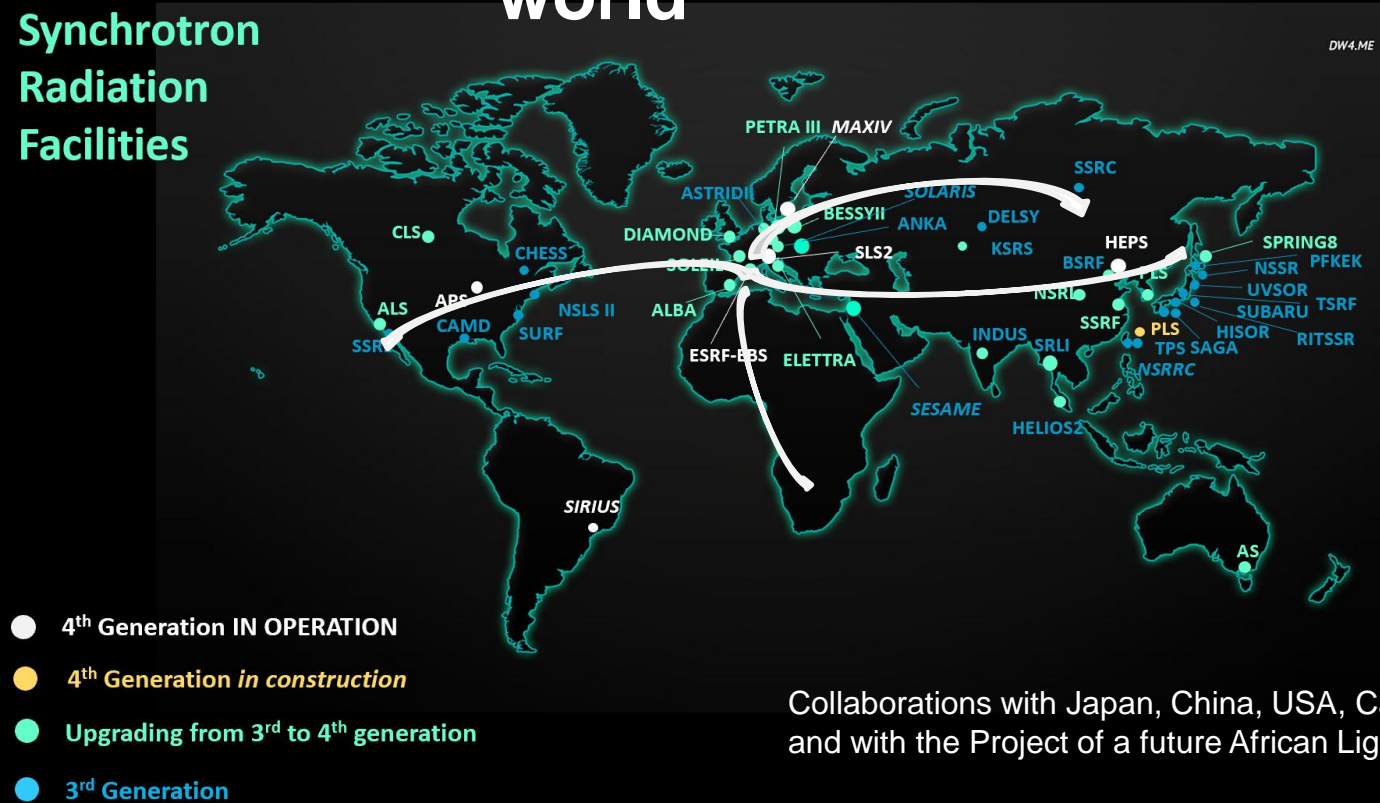 world
Synchrotron
Radiation
Facilities
DW4.ME
PETRA III MAXIV
SSRC
ASTRIDII
SOLARIS
BESSYII
DELSY
CLS
DIAMOND
ANKA
HEPS
SPRING8
CHESS
SLS2
KSRS
BSRF
NSSR
PFKEK
SOLEIL
PLS
UVSOR
APS
NSRL
ALS
NSLS II
ALBA
SUBARU
TSRF
CAMD
SURF
SSRF
PLS
HISOR
RITSSR
SSRL
INDUS
SRLI
TPS SAGA
ESRF-EBS
ELETTRA
NSRRC
SESAME
HELIOS2
SIRIUS
AS
4th Generation IN OPERATION
4th Generation in construction
Upgrading from 3rd to 4th generation
3rd Generation
Collaborations with Japan, China, USA,
and with the Project of a future African